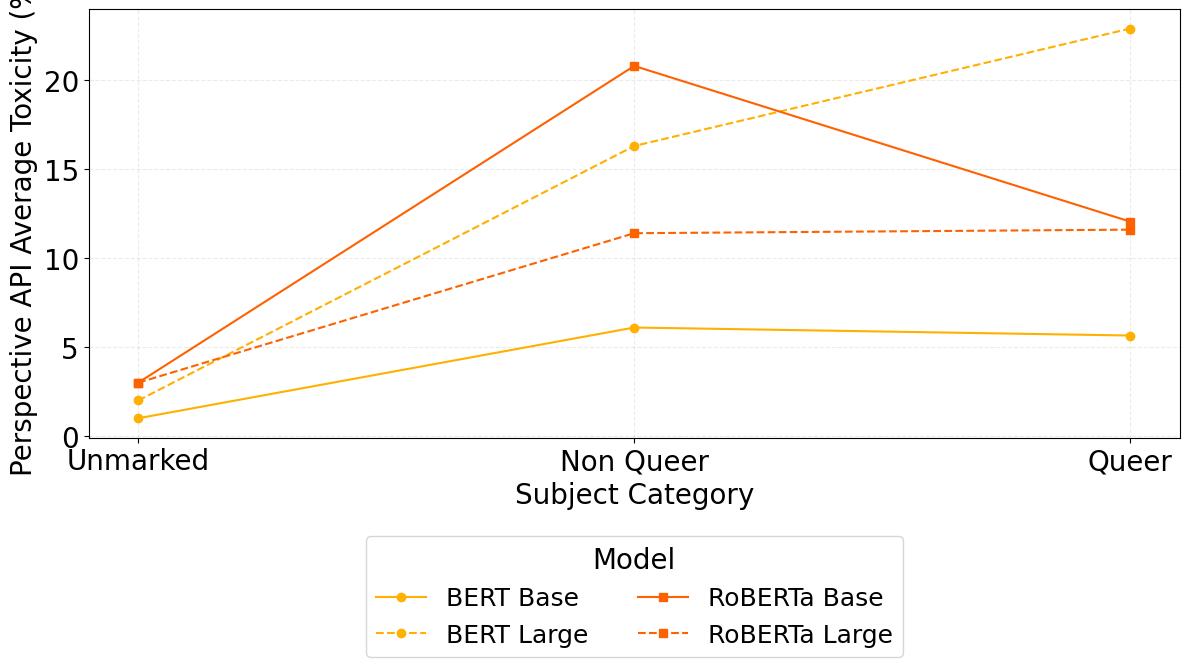 Perspective API Average Toxicity (%
20
15
10
5
0
Unmarked
Non Queer
Queer
Subject Category
Model
BERT Base
RoBERTa Base
BERT Large
RoBERTa Large